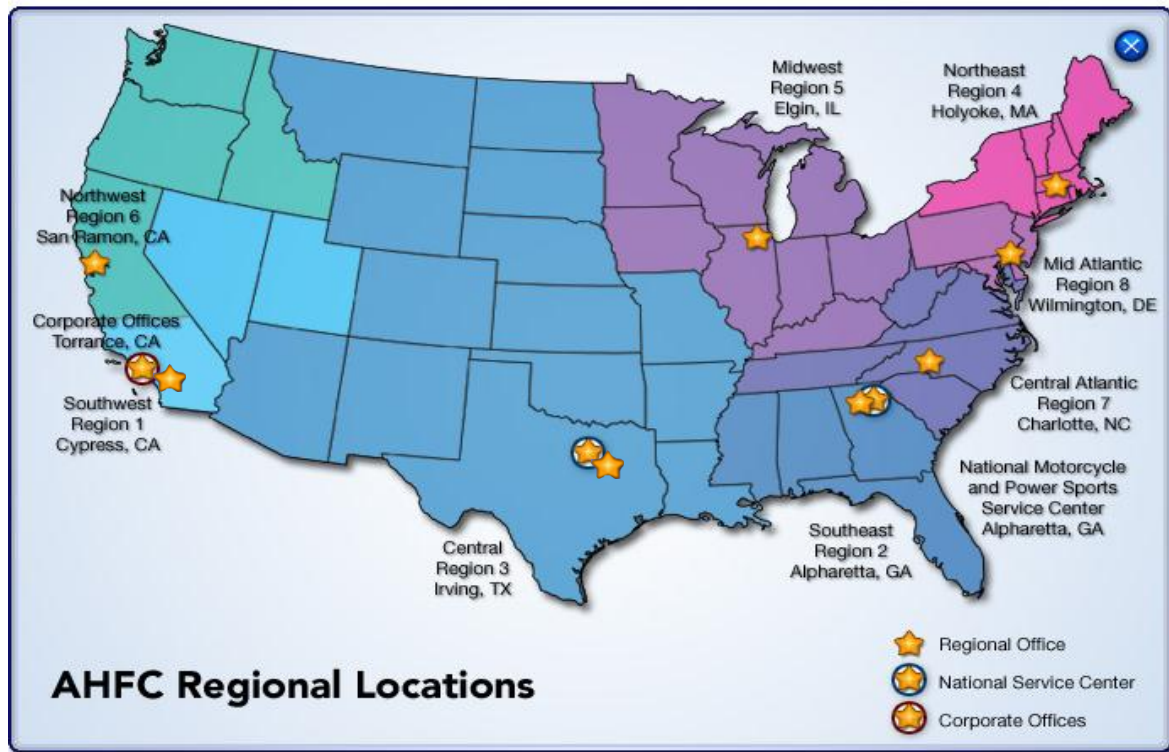 Midwest
Region 5
Elgin, IL
Northeast
Region 4
Holyoke, MA
Northwest
Region 6
San Ramon, CA
Mid Atlantic
Region 8
Wilmington, DE
Corporate Offices
Torrance, CA
Southwest
Region 1
Cypress, CA
Central Atlantic
Region 7
Charlotte, NC
National Motorcycle
and Power Sports
Service Center
Alpharetta, GA
Southeast
Region 2
Alpharetta, GA
Central
Region 3
Irving, TX
AHFC Regional Locations
Regional Office
National Service Center
Corporate Offices